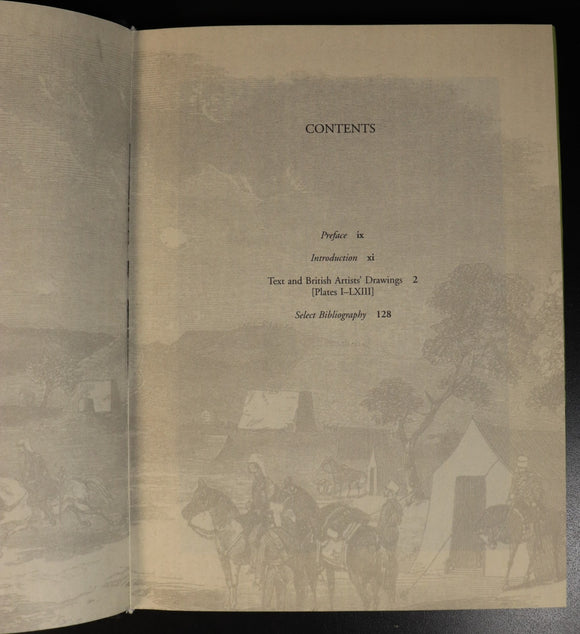 CONTENTS
Preface ix
Introduction xi
Text and British Artists' Drawings 2
[Plates I–LXIII]
Select Bibliography 128